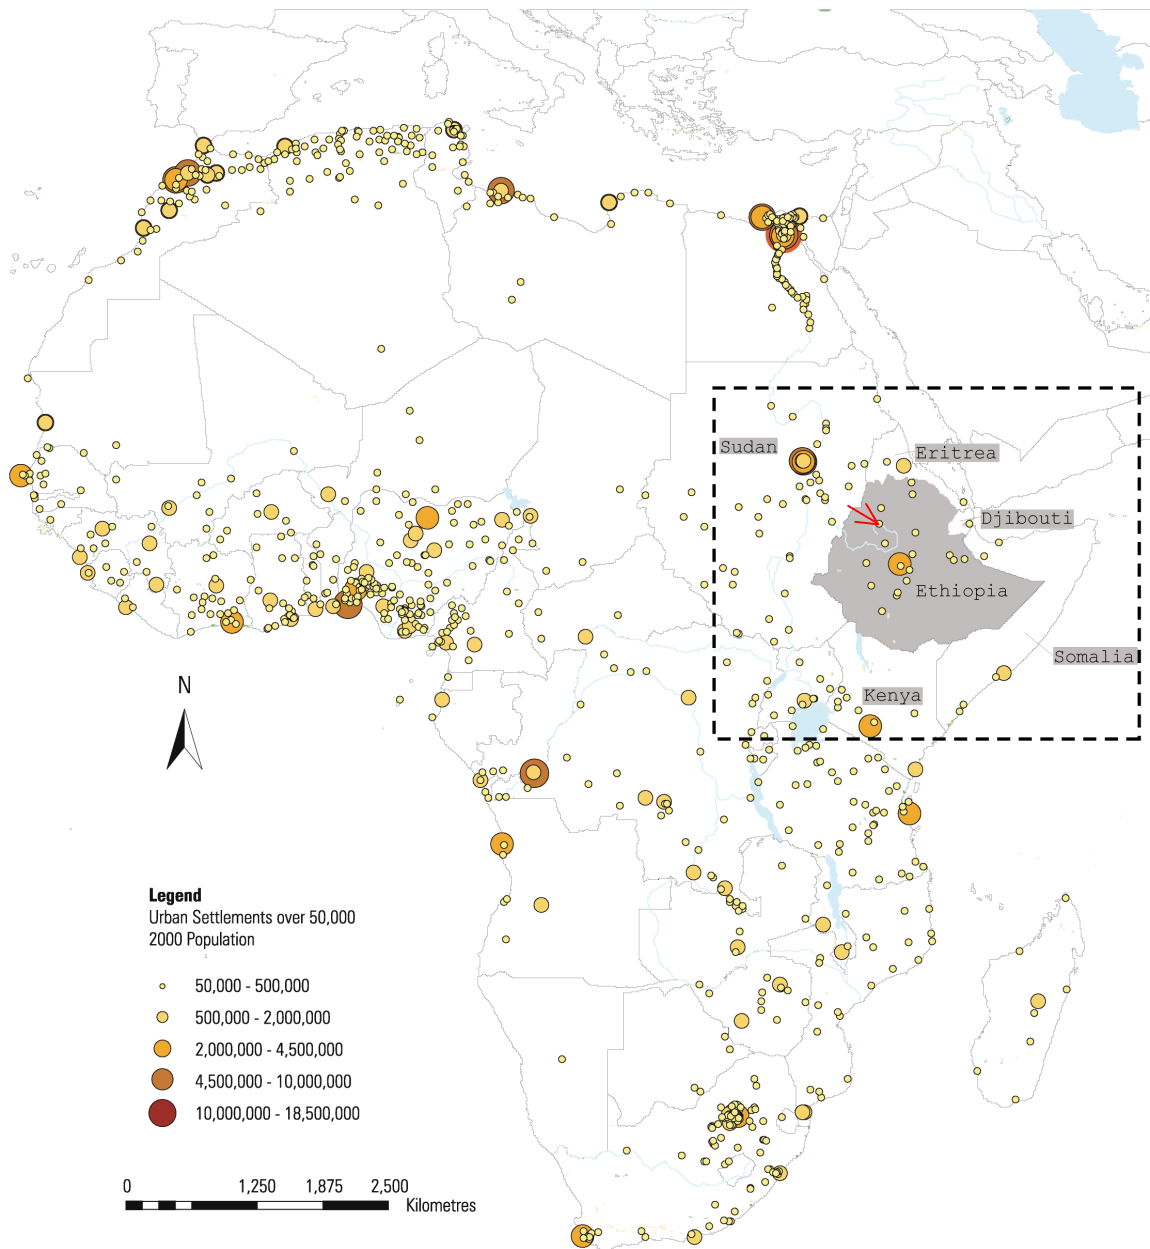 Sudan
Eritrea
Djibouti
Ethiopia
Somalia
Kenya
N
Legend
Urban Settlements over 50,000
2000 Population
50,000 - 500,000
500,000 - 2,000,000
2,000,000 - 4,500,000
4,500,000 - 10,000,000
10,000,000 - 18,500,000
0 1,250 1,875 2,500
Kilometres